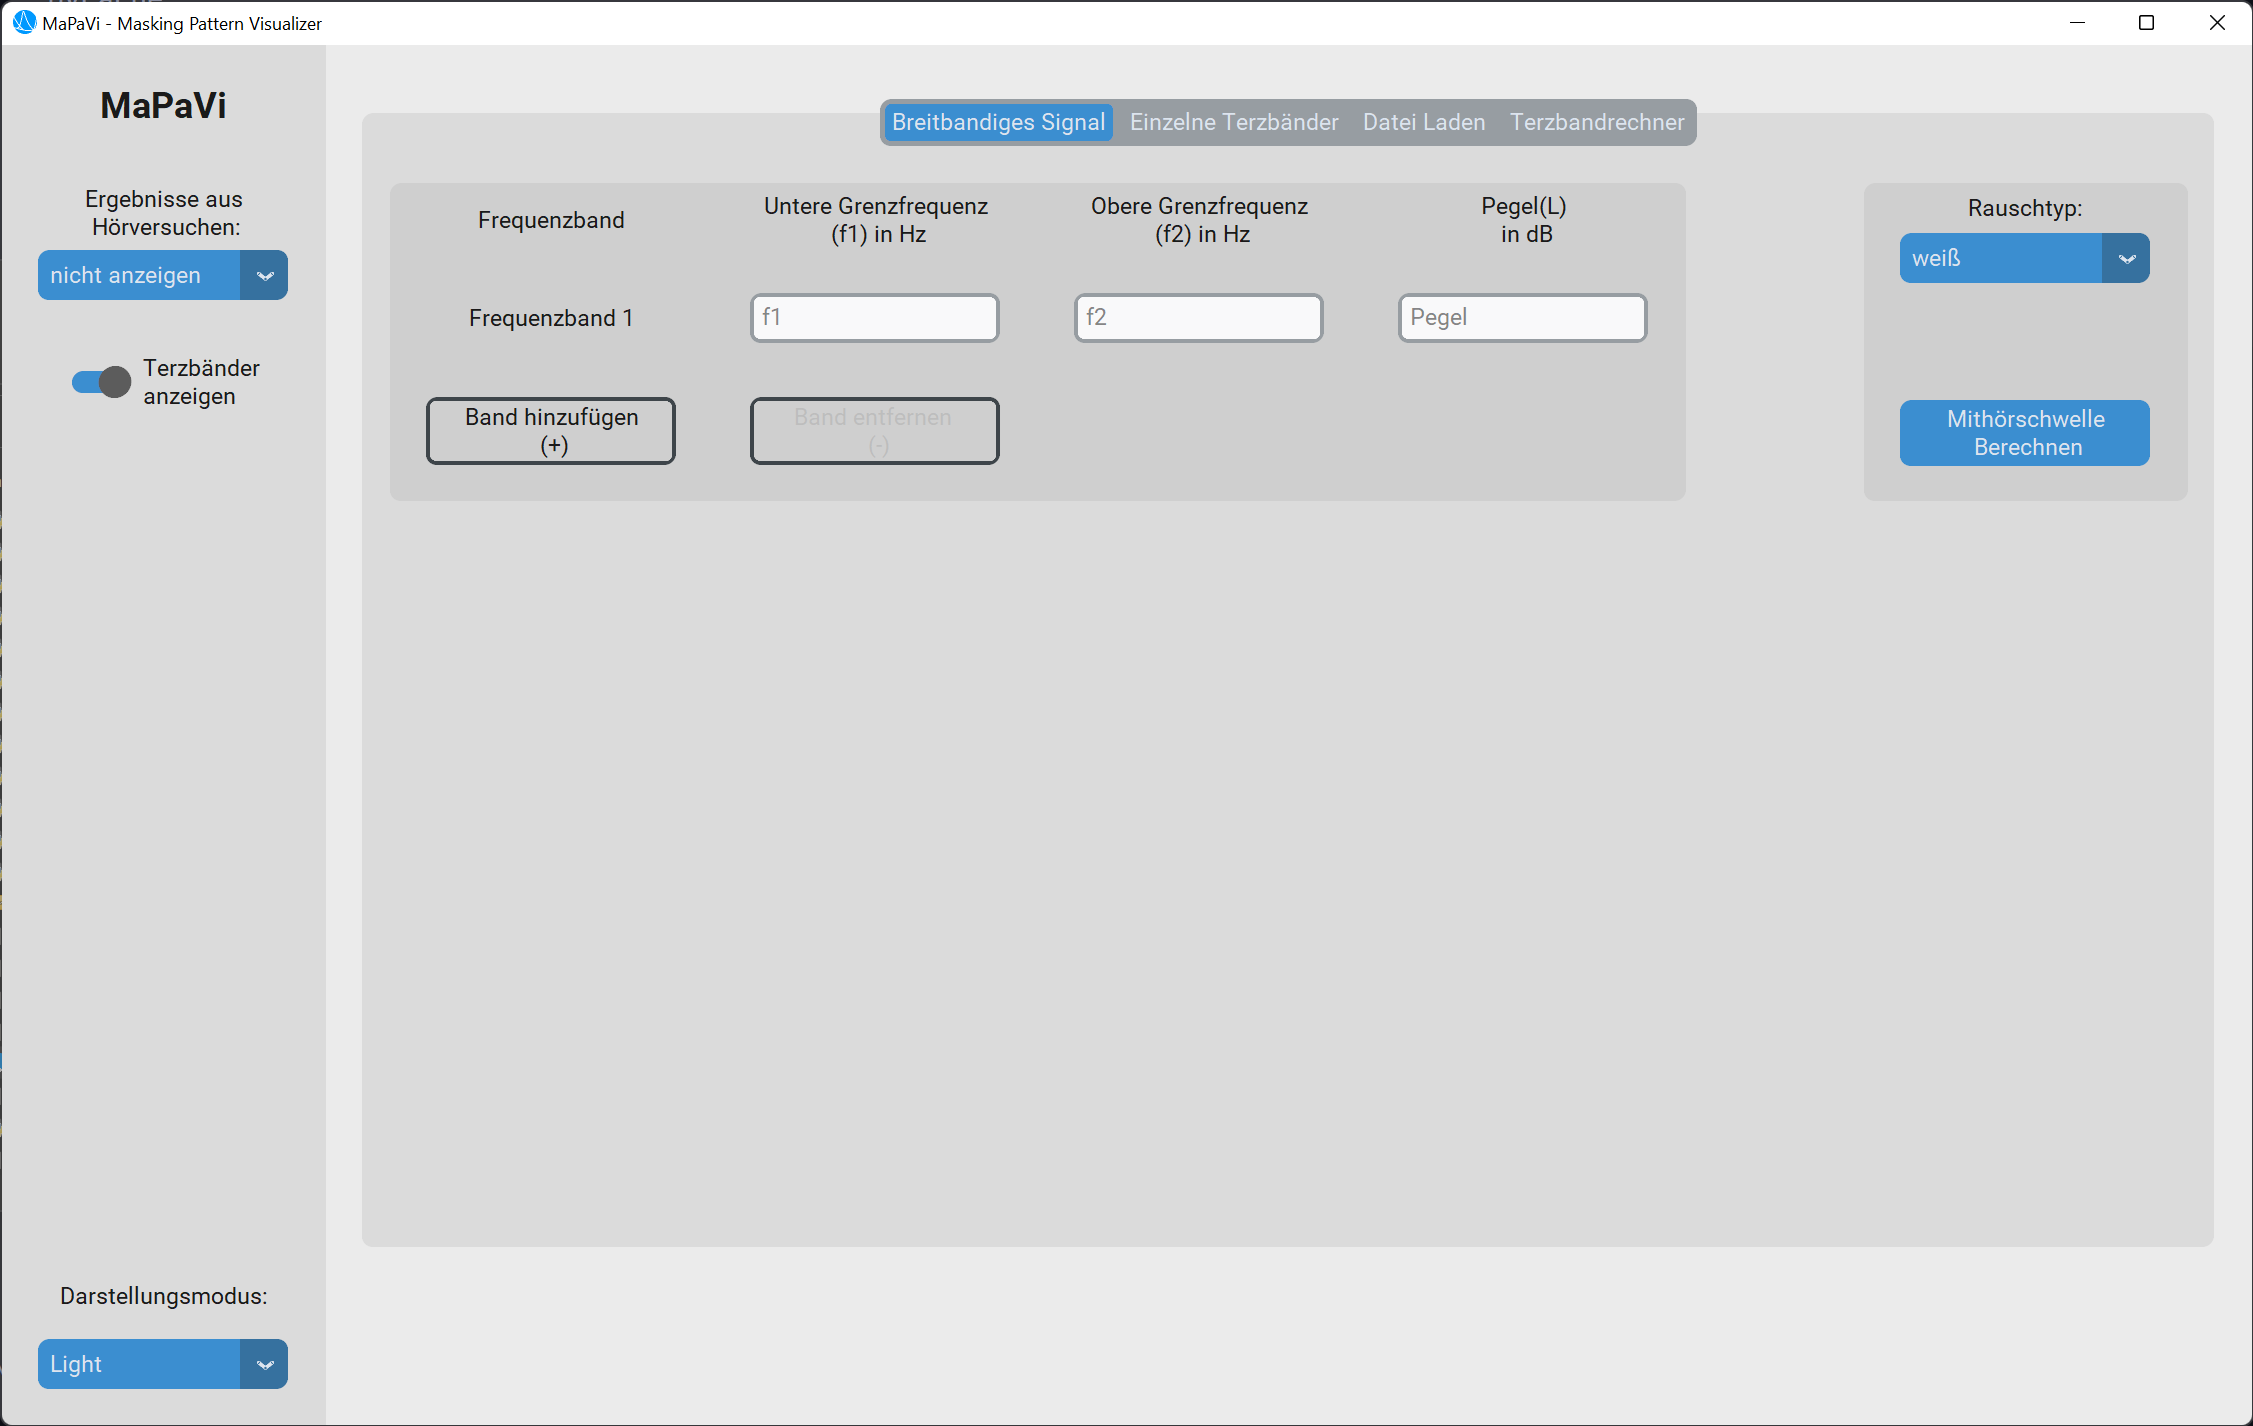 MaPaVi - Masking Pattern Visualizer
MaPaVi
Ergebnisse aus
Hörversuchen:
nicht anzeigen
Terzbänder
anzeigen
Darstellungsmodus:
Light
Breitbandiges Signal
Einzelne Terzbänder
Datei Laden
Terzbandrechner
Frequenzband
Untere Grenzfrequenz
(f1) in Hz
Obere Grenzfrequenz
(f2) in Hz
Pegel(L)
in dB
Frequenzband 1
f1
f2
Pegel
Band hinzufügen
(+)
Band entfernen
(-)
Rauschtyp:
weiß
Mithörschwelle
Berechnen